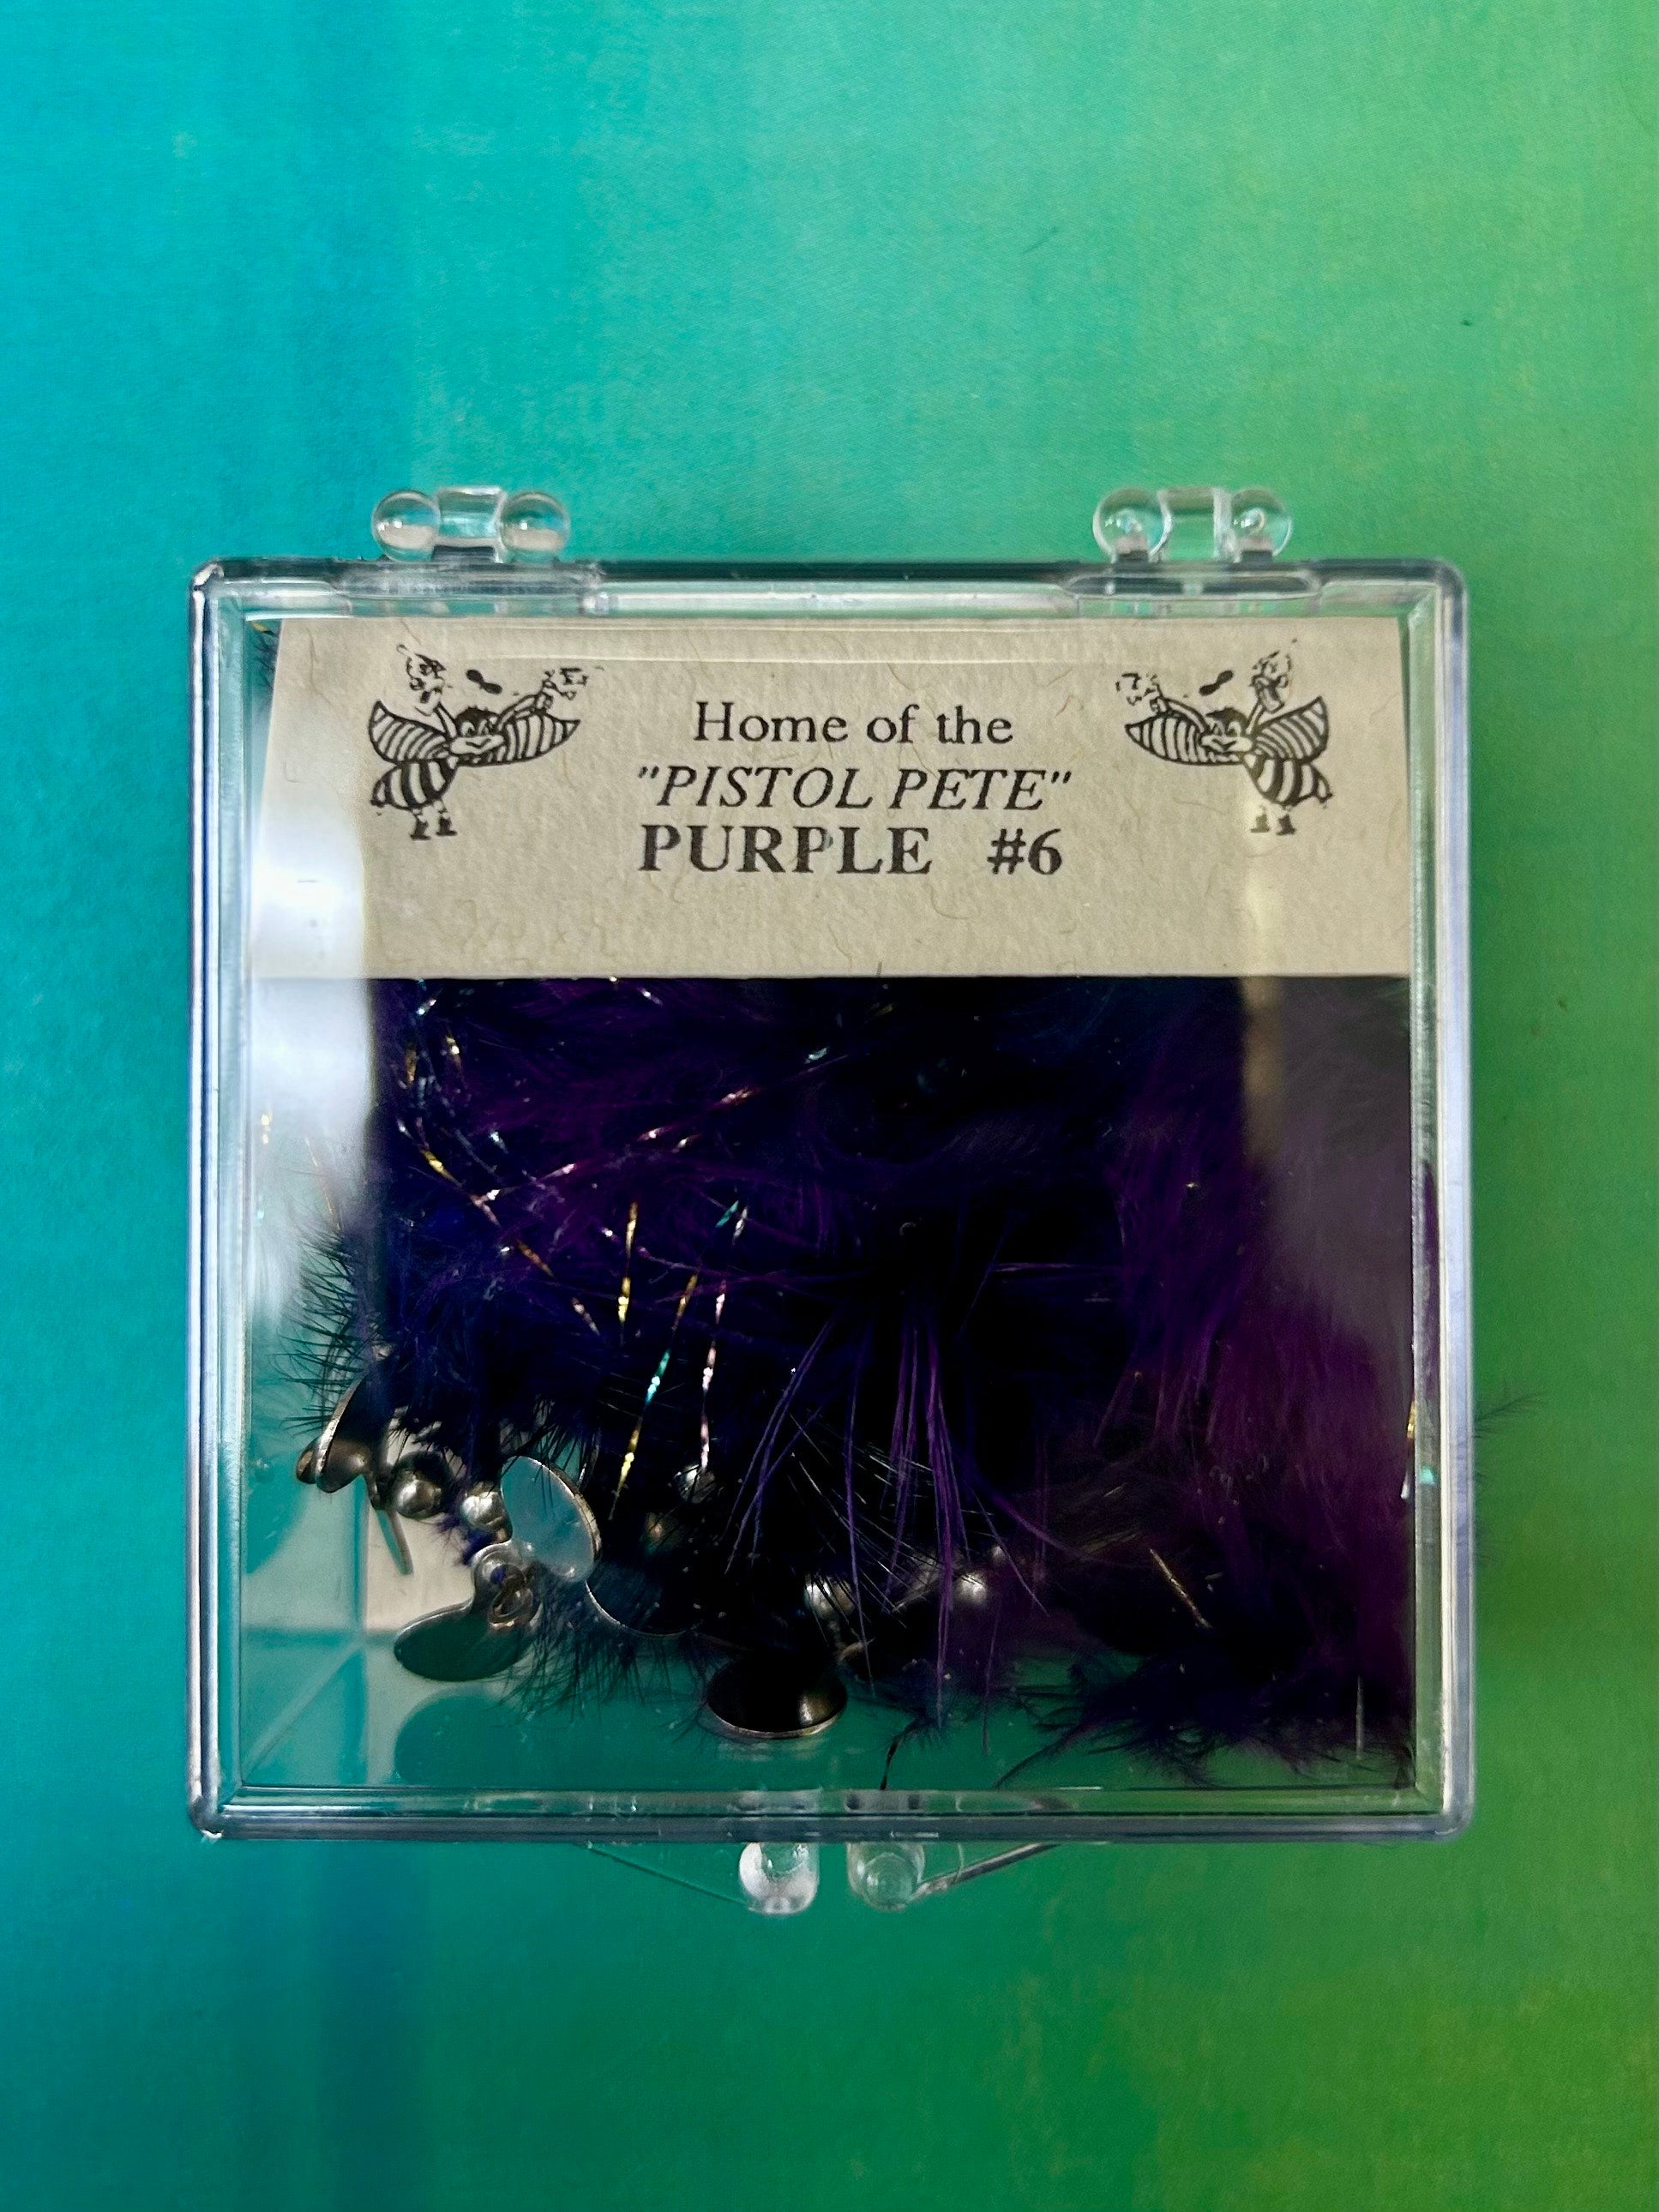 Home of the
"PISTOL PETE"
PURPLE #6